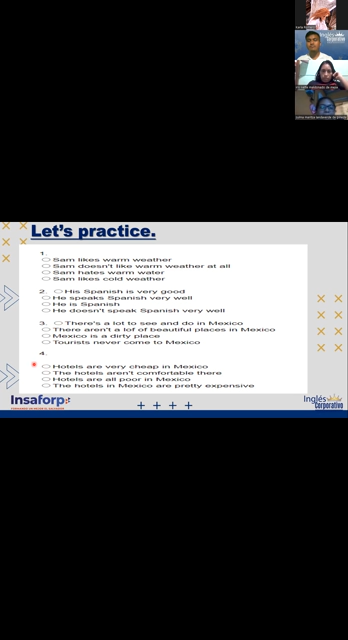 Inglés
Corporativo
Let's practice.
1.
Sam likes warm weather
Sam doesn't like warm weather at all
Sam hates warm water
Sam likes cold weather
2. His Spanish is very good
He speaks Spanish very well
He is Spanish
He doesn't speak Spanish very well
3. There's a lot to see and do in Mexico
There aren't a lof of beautiful places in Mexico
Mexico is a dirty place
Tourists never come to Mexico
4.
Hotels are very cheap in Mexico
The hotels aren't comfortable there
Hotels are all poor in Mexico
The hotels in Mexico are pretty expensive
Insaforp
Inglés
Corporativo